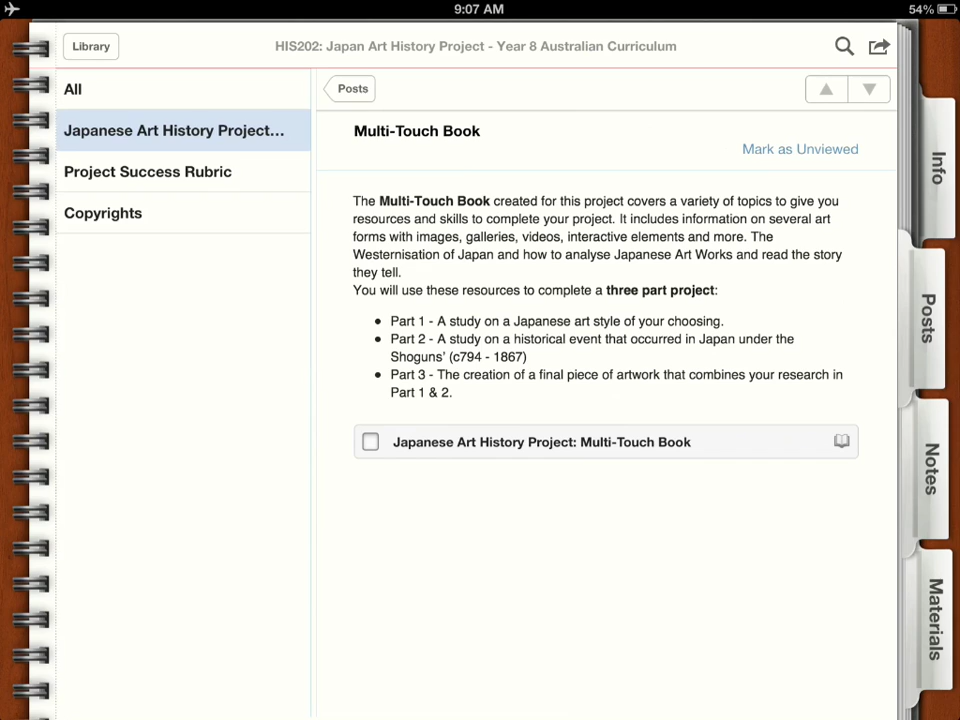 9:07 AM
54%
Library
HIS202: Japan Art History Project - Year 8 Australian Curriculum
All
Japanese Art History Project...
Project Success Rubric
Copyrights
Posts
Multi-Touch Book
Mark as Unviewed
The Multi-Touch Book created for this project covers a variety of topics to give you
resources and skills to complete your project. It includes information on several art
forms with images, galleries, videos, interactive elements and more. The
Westernisation of Japan and how to analyse Japanese Art Works and read the story
they tell.
You will use these resources to complete a three part project:
• Part 1 - A study on a Japanese art style of your choosing.
• Part 2 - A study on a historical event that occurred in Japan under the
Shoguns' (c794 - 1867)
• Part 3 - The creation of a final piece of artwork that combines your research in
Part 1 & 2.
Japanese Art History Project: Multi-Touch Book
Info
Posts
Notes
Materials